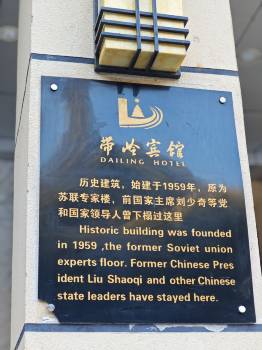 带岭宾馆
DAILING HOTEL
历史建筑，始建于1959年，原为
苏联专家楼，前国家主席刘少奇等党
和国家领导人曾下榻过这里
Historic building was founded
in 1959 ,the former Soviet union
experts floor. Former Chinese Pres
ident Liu Shaoqi and other Chinese
state leaders have stayed here.